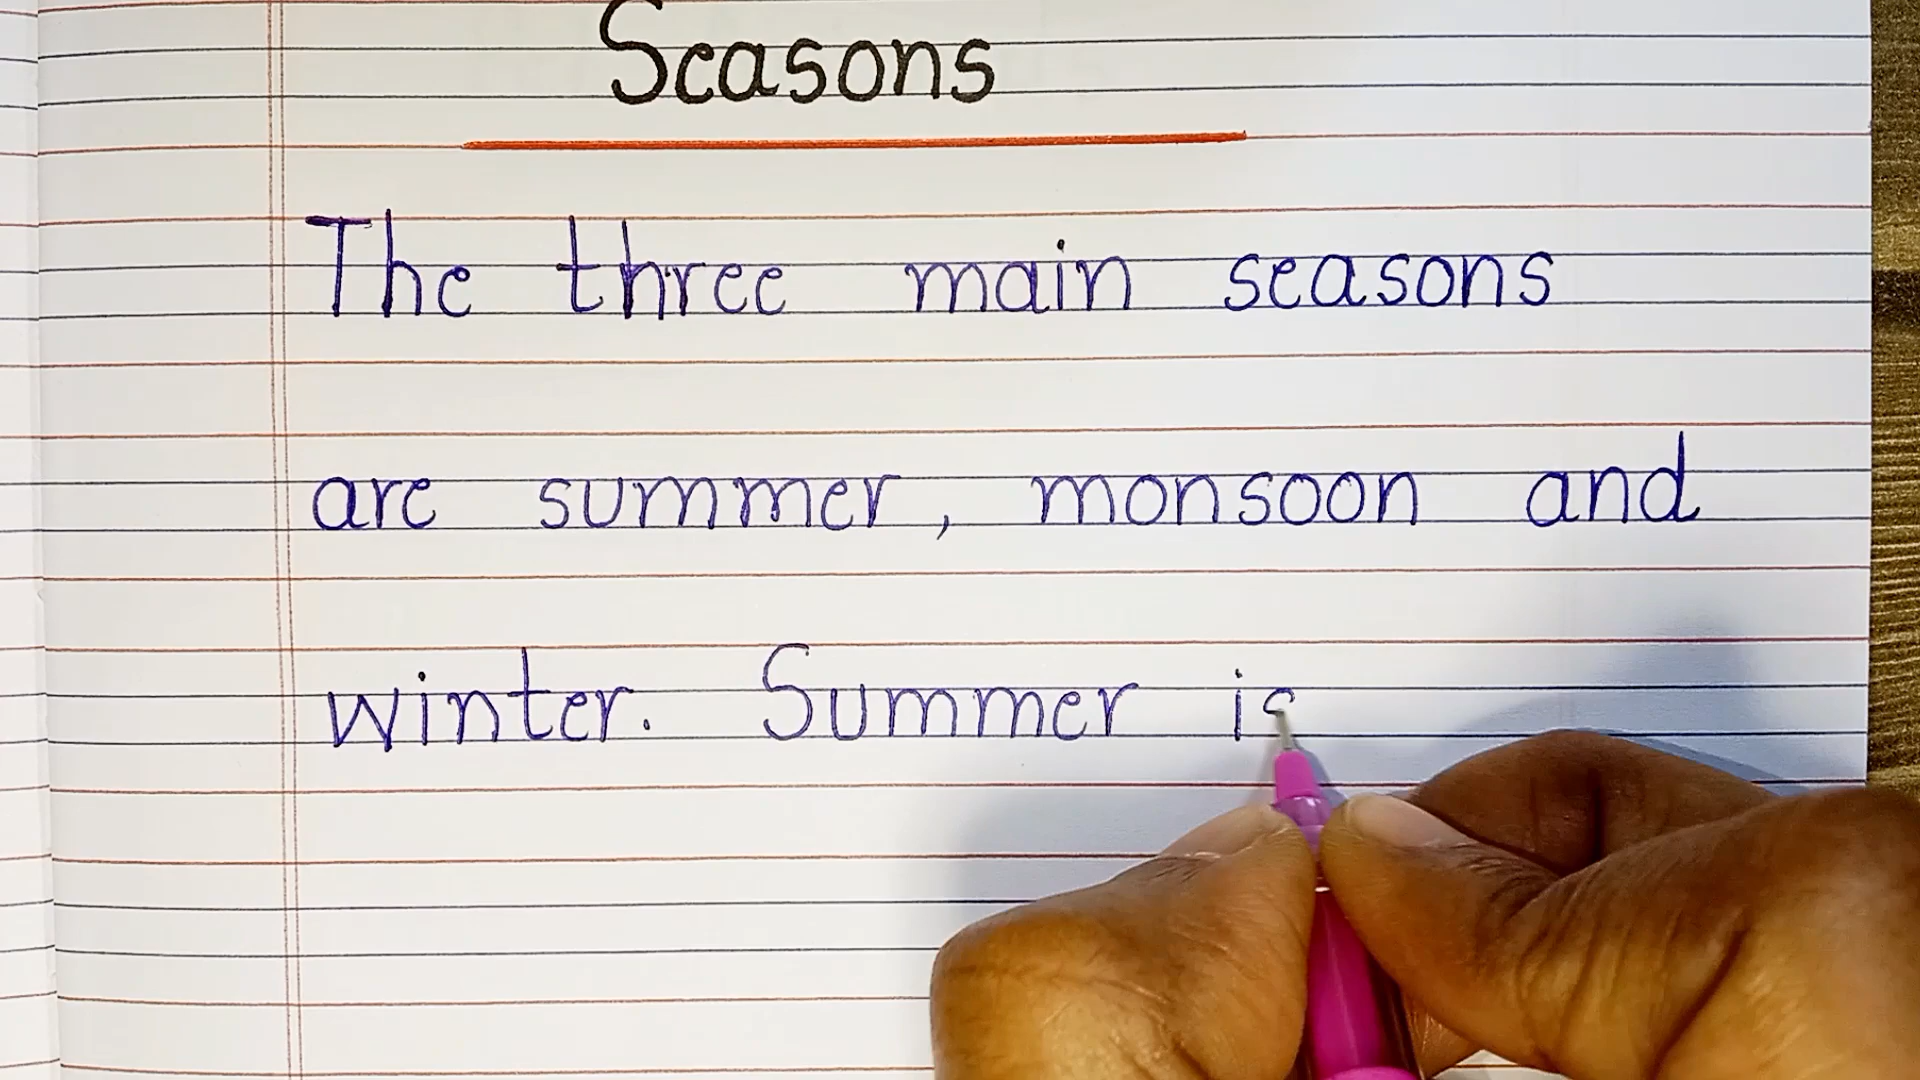 Seasons
The three main seasons
are summer, monsoon and
winter. Summer is